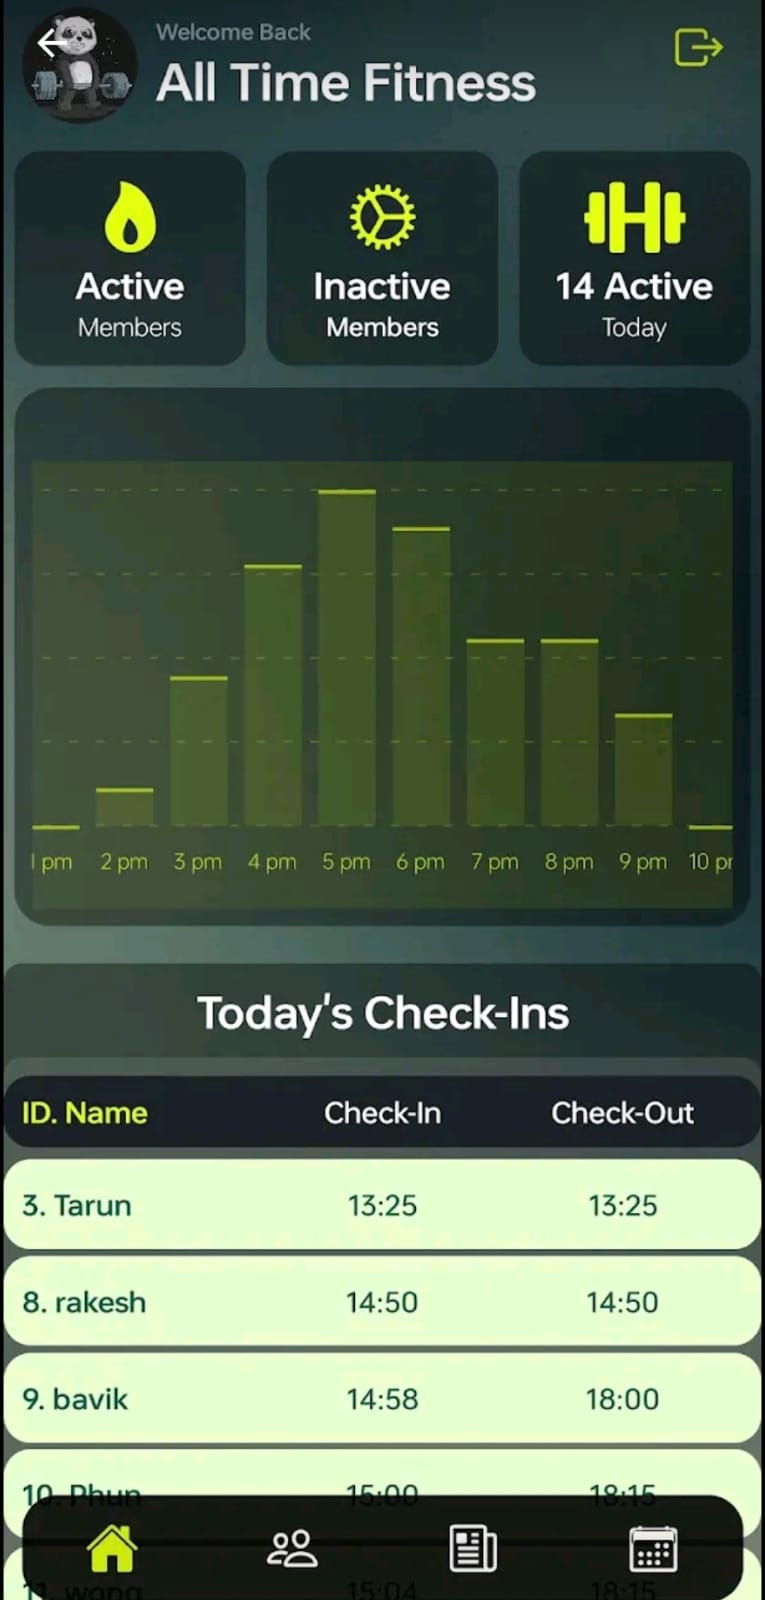 Welcome Back
All Time Fitness
Active
Members
Inactive
Members
14 Active
Today
pm 2 pm 3 pm 4 pm 5 pm 6 pm 7 pm 8 pm 9 pm 10
Today's Check-Ins
ID. Name Check-In Check-Out
3. Tarun 13:25 13:25
8. rakesh 14:50 14:50
9. bavik 14:58 18:00
10. Phun 15:00 18:15
11. wong 15:04 18:15